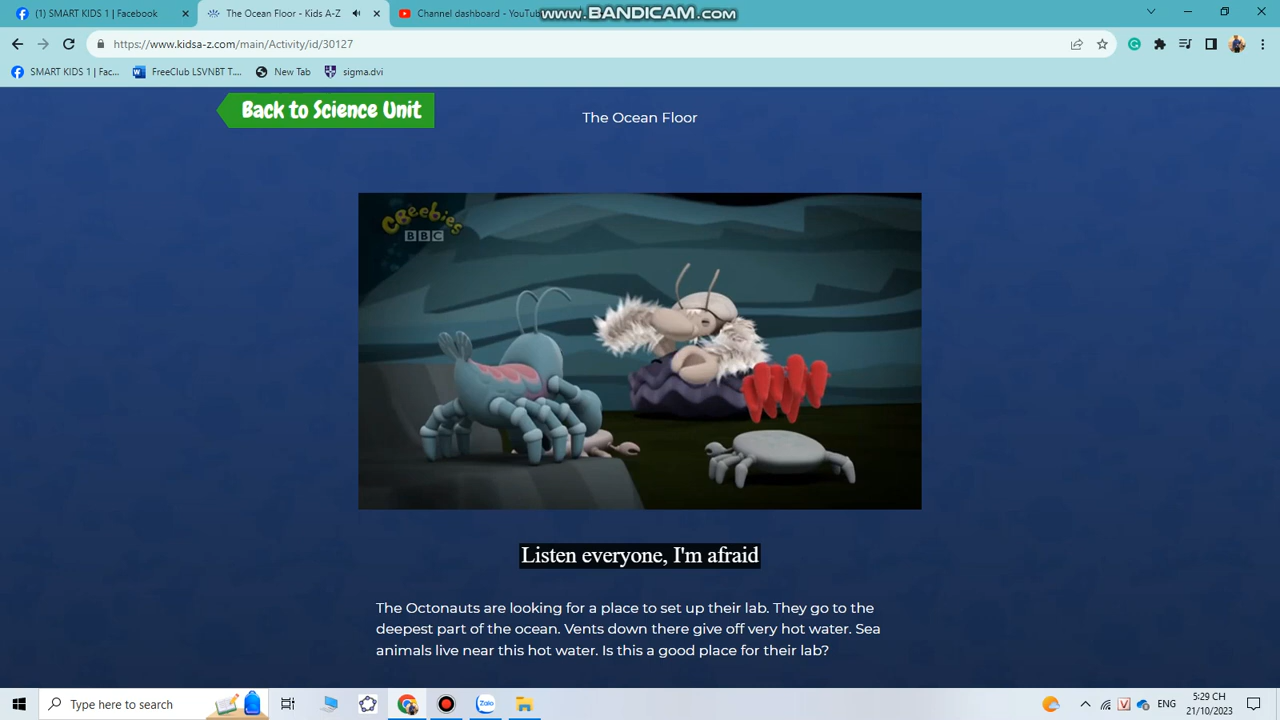 (1) SMART KIDS 1 | Facebook
The Ocean Floor - Kids A-Z
Channel dashboard - YouTu
www.BANDICAM.com
https://www.kidsa-z.com/main/Activity/id/30127
SMART KIDS 1 | Fac...
FreeClub LSVNBT T....
New Tab
sigma.dvi
Back to Science Unit
The Ocean Floor
CBeebies
BBC
Listen everyone, I'm afraid
The Octonauts are looking for a place to set up their lab. They go to the
deepest part of the ocean. Vents down there give off very hot water. Sea
animals live near this hot water. Is this a good place for their lab?
Type here to search
Zalo
V
ENG
5:29 CH
21/10/2023